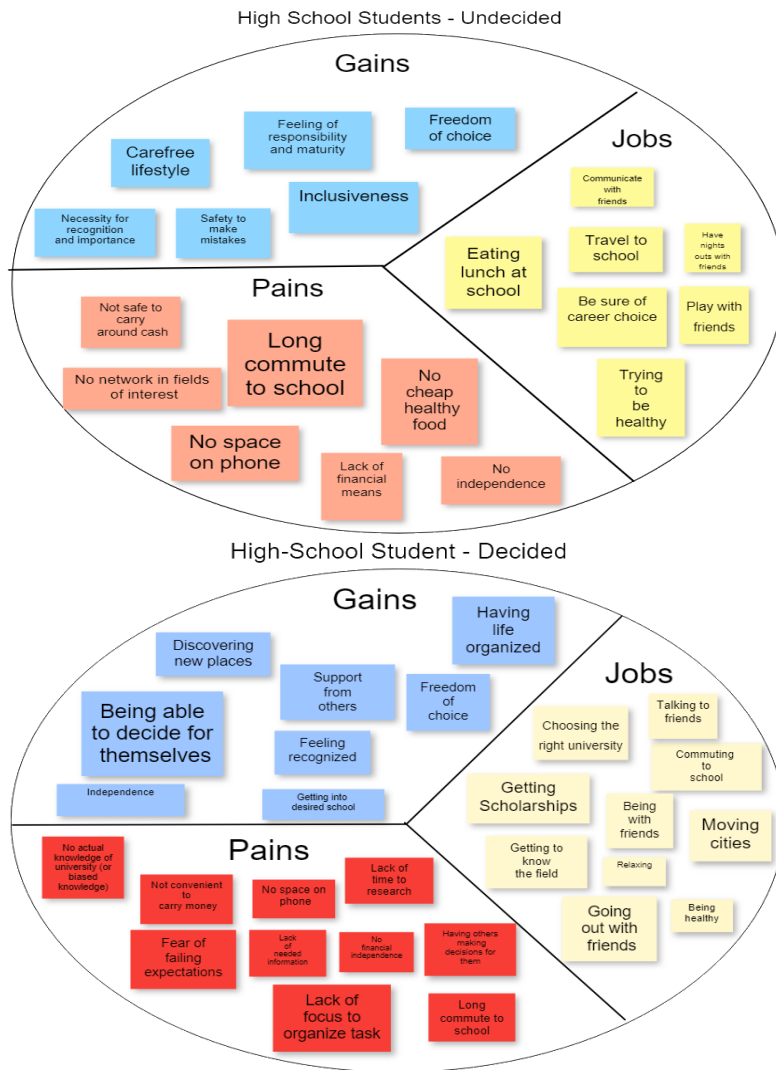 High School Students - Undecided
Gains
Carefree
lifestyle
Feeling of
responsibility
and maturity
Freedom
of choice
Necessity for
recognition
and importance
Safety to
make
mistakes
Inclusiveness
Jobs
Communicate
with
friends
Eating
lunch at
school
Travel to
school
Have
nights
outs with
friends
Be sure of
career choice
Play with
friends
Trying
to
be
healthy
Pains
Not safe to
carry
around cash
Long
commute
to school
No network in fields
of interest
No
cheap
healthy
food
No space
on phone
Lack of
financial
means
No
independence
High-School Student - Decided
Gains
Having
life
organized
Discovering
new places
Support
from
others
Freedom
of
choice
Being able
to decide for
themselves
Feeling
recognized
Independence
Getting into
desired school
Jobs
Talking to
friends
Choosing the
right university
Commuting
to
school
Getting
Scholarships
Being
with
friends
Moving
cities
Getting to
know
the field
Relaxing
Going
out with
friends
Being
healthy
Pains
No actual
knowledge of
university (or
biased knowledge)
Not convenient
to
carry money
No space on
phone
Lack of
time to
research
Fear of
failing
expectations
Lack
of
needed
information
No
financial
independence
Having others
making
decisions for
them
Lack of
focus to
organize task
Long
commute to
school